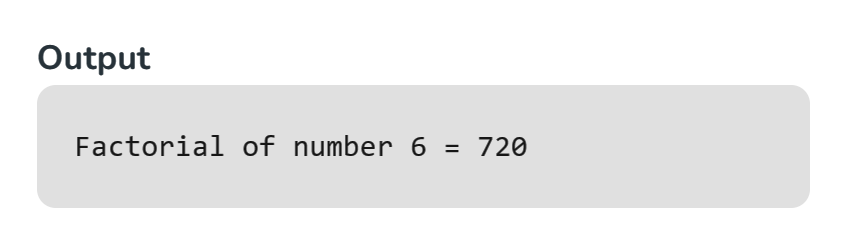 Output
Factorial of number 6 = 720